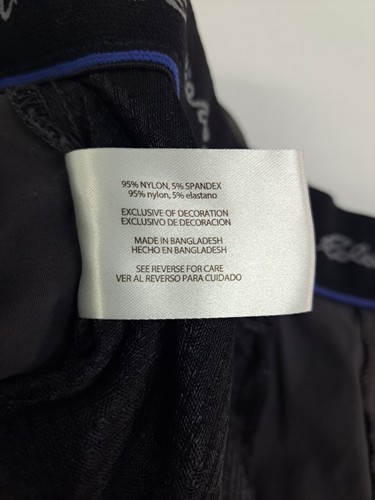 95% NYLON, 5% SPANDEX
95% nylon, 5% elastano
EXCLUSIVE OF DECORATION
EXCLUSIVO DE DECORACION
MADE IN BANGLADESH
HECHO EN BANGLADESH
SEE REVERSE FOR CARE
VER AL REVERSO PARA CUIDADO